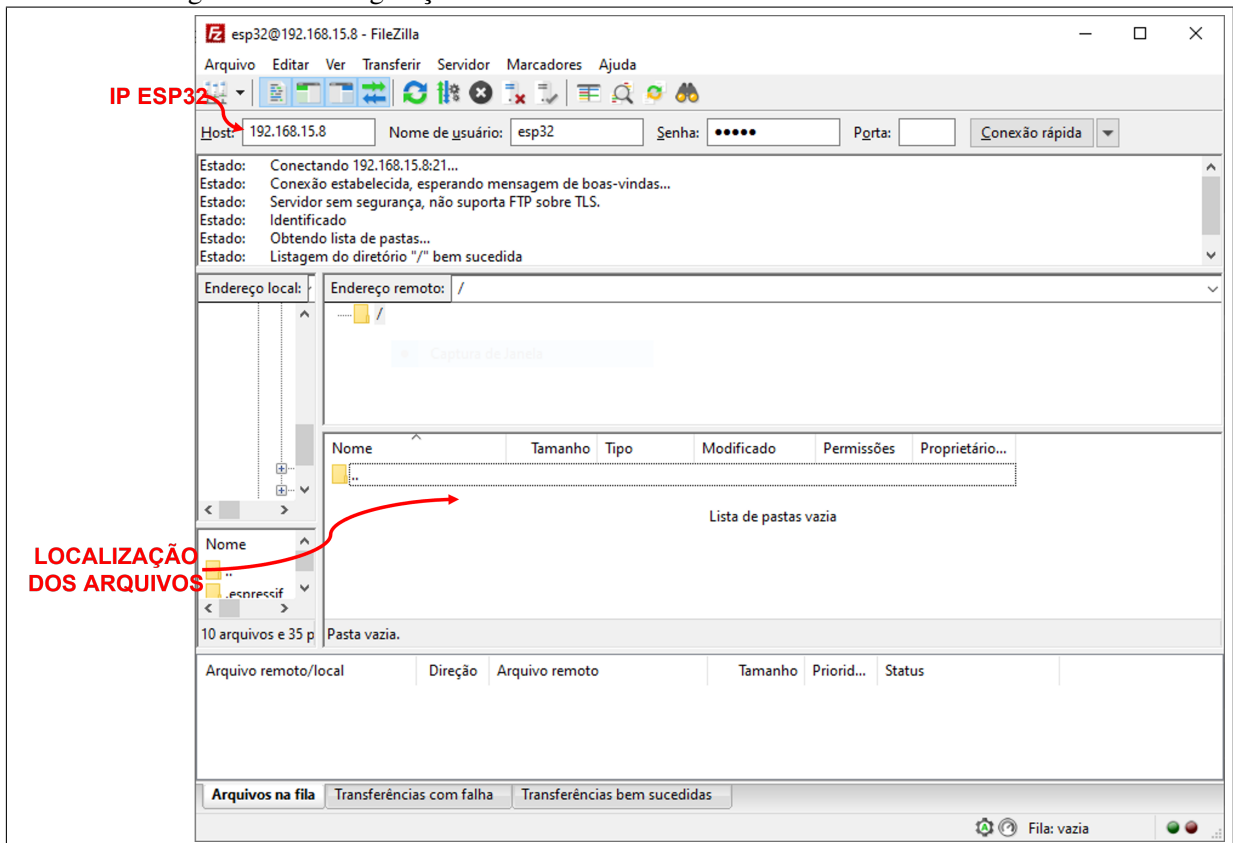 esp32@192.168.15.8 - FileZilla
Arquivo Editar Ver Transferir Servidor Marcadores Ajuda
IP ESP32
Host: 192.168.15.8 Nome de usuário: esp32 Senha: ●●●●● Porta: Conexão rápida
Estado: Conectando 192.168.15.8:21...
Estado: Conexão estabelecida, esperando mensagem de boas-vindas...
Estado: Servidor sem segurança, não suporta FTP sobre TLS.
Estado: Identificado
Estado: Obtendo lista de pastas...
Estado: Listagem do diretório "/" bem sucedida
Endereço local: Endereço remoto: /
/
Captura de Janela
Nome Tamanho Tipo Modificado Permissões Proprietário...
..
Lista de pastas vazia
Nome
..
.espressif
LOCALIZAÇÃO
DOS ARQUIVOS
10 arquivos e 35 p Pasta vazia.
Arquivo remoto/local Direção Arquivo remoto Tamanho Priorid... Status
Arquivos na fila Transferências com falha Transferências bem sucedidas
Fila: vazia